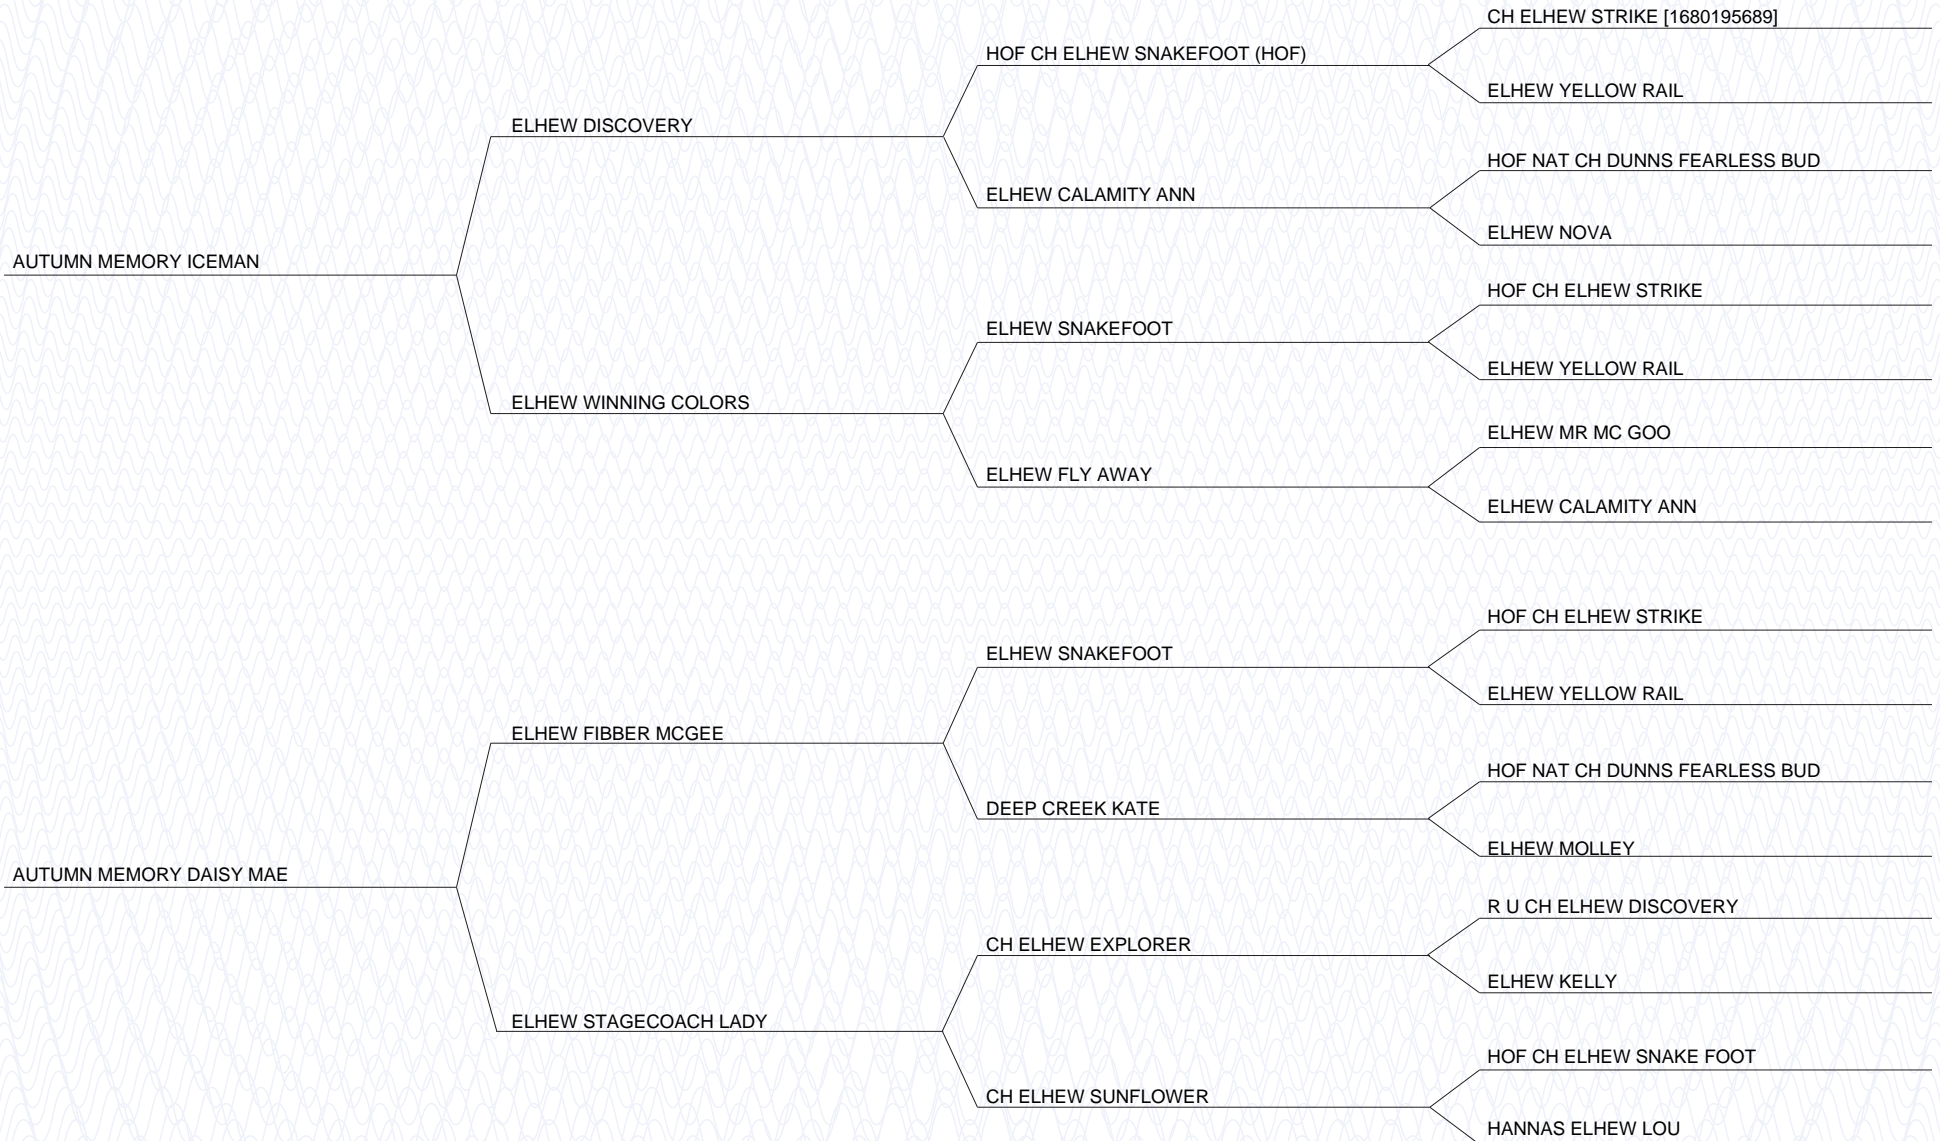 CH ELHEW STRIKE [1680195689]
HOF CH ELHEW SNAKEFOOT (HOF)
ELHEW YELLOW RAIL
ELHEW DISCOVERY
HOF NAT CH DUNNS FEARLESS BUD
ELHEW CALAMITY ANN
ELHEW NOVA
AUTUMN MEMORY ICEMAN
HOF CH ELHEW STRIKE
ELHEW SNAKEFOOT
ELHEW YELLOW RAIL
ELHEW WINNING COLORS
ELHEW MR MC GOO
ELHEW FLY AWAY
ELHEW CALAMITY ANN
HOF CH ELHEW STRIKE
ELHEW SNAKEFOOT
ELHEW YELLOW RAIL
ELHEW FIBBER MCGEE
HOF NAT CH DUNNS FEARLESS BUD
DEEP CREEK KATE
ELHEW MOLLEY
AUTUMN MEMORY DAISY MAE
R U CH ELHEW DISCOVERY
CH ELHEW EXPLORER
ELHEW KELLY
ELHEW STAGECOACH LADY
HOF CH ELHEW SNAKE FOOT
CH ELHEW SUNFLOWER
HANNAS ELHEW LOU